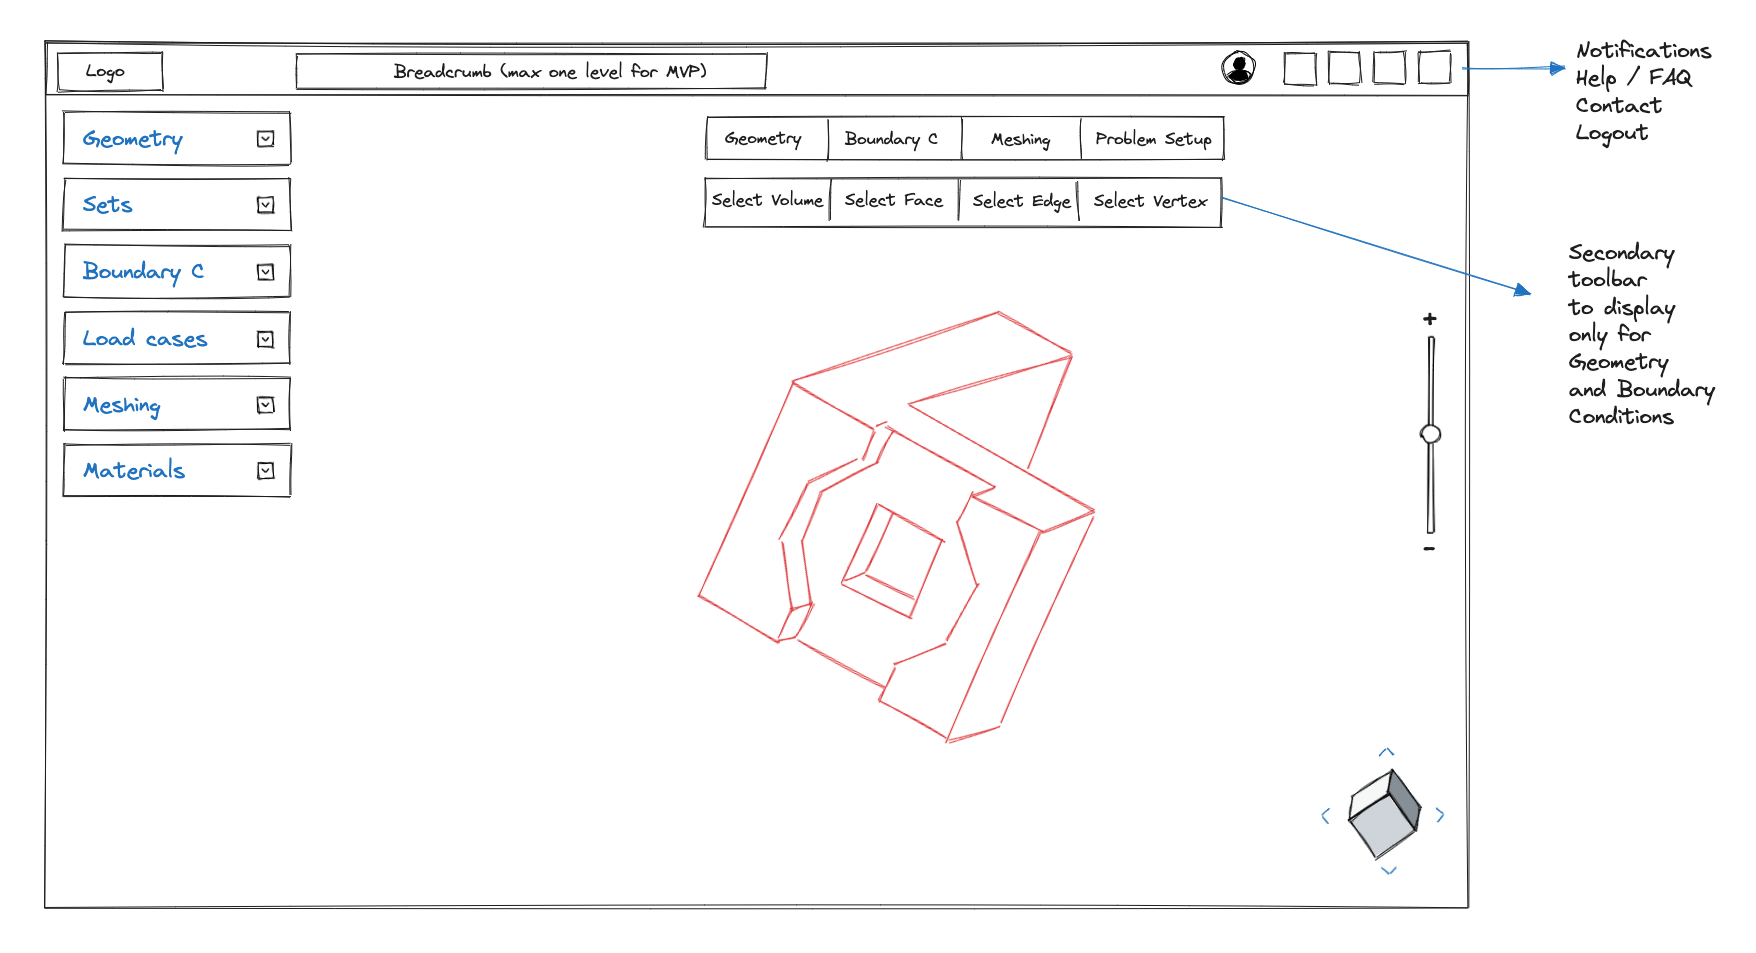 Logo
Breadcrumb (max one level for MVP)
Notifications
Help / FAQ
Contact
Logout
Geometry
Sets
Boundary C
Load cases
Meshing
Materials
Geometry
Boundary C
Meshing
Problem Setup
Select Volume
Select Face
Select Edge
Select Vertex
Secondary
toolbar
to display
only for
Geometry
and Boundary
Conditions
+
-